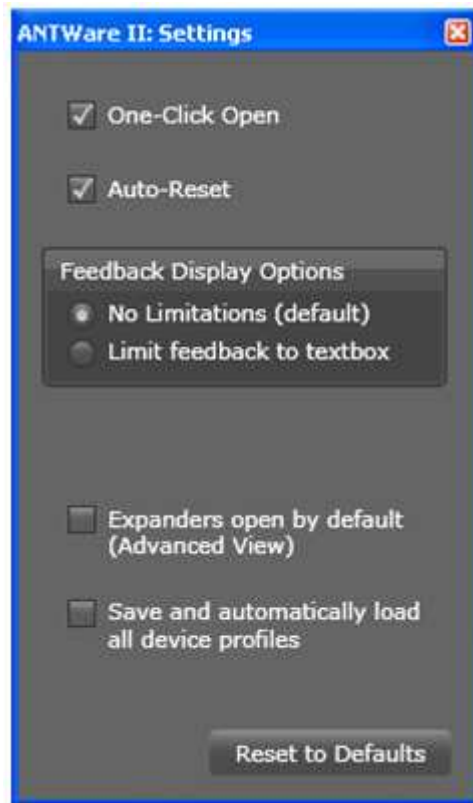 ANTWare II: Settings
One-Click Open
Auto-Reset
Feedback Display Options
No Limitations (default)
Limit feedback to textbox
Expanders open by default
(Advanced View)
Save and automatically load
all device profiles
Reset to Defaults